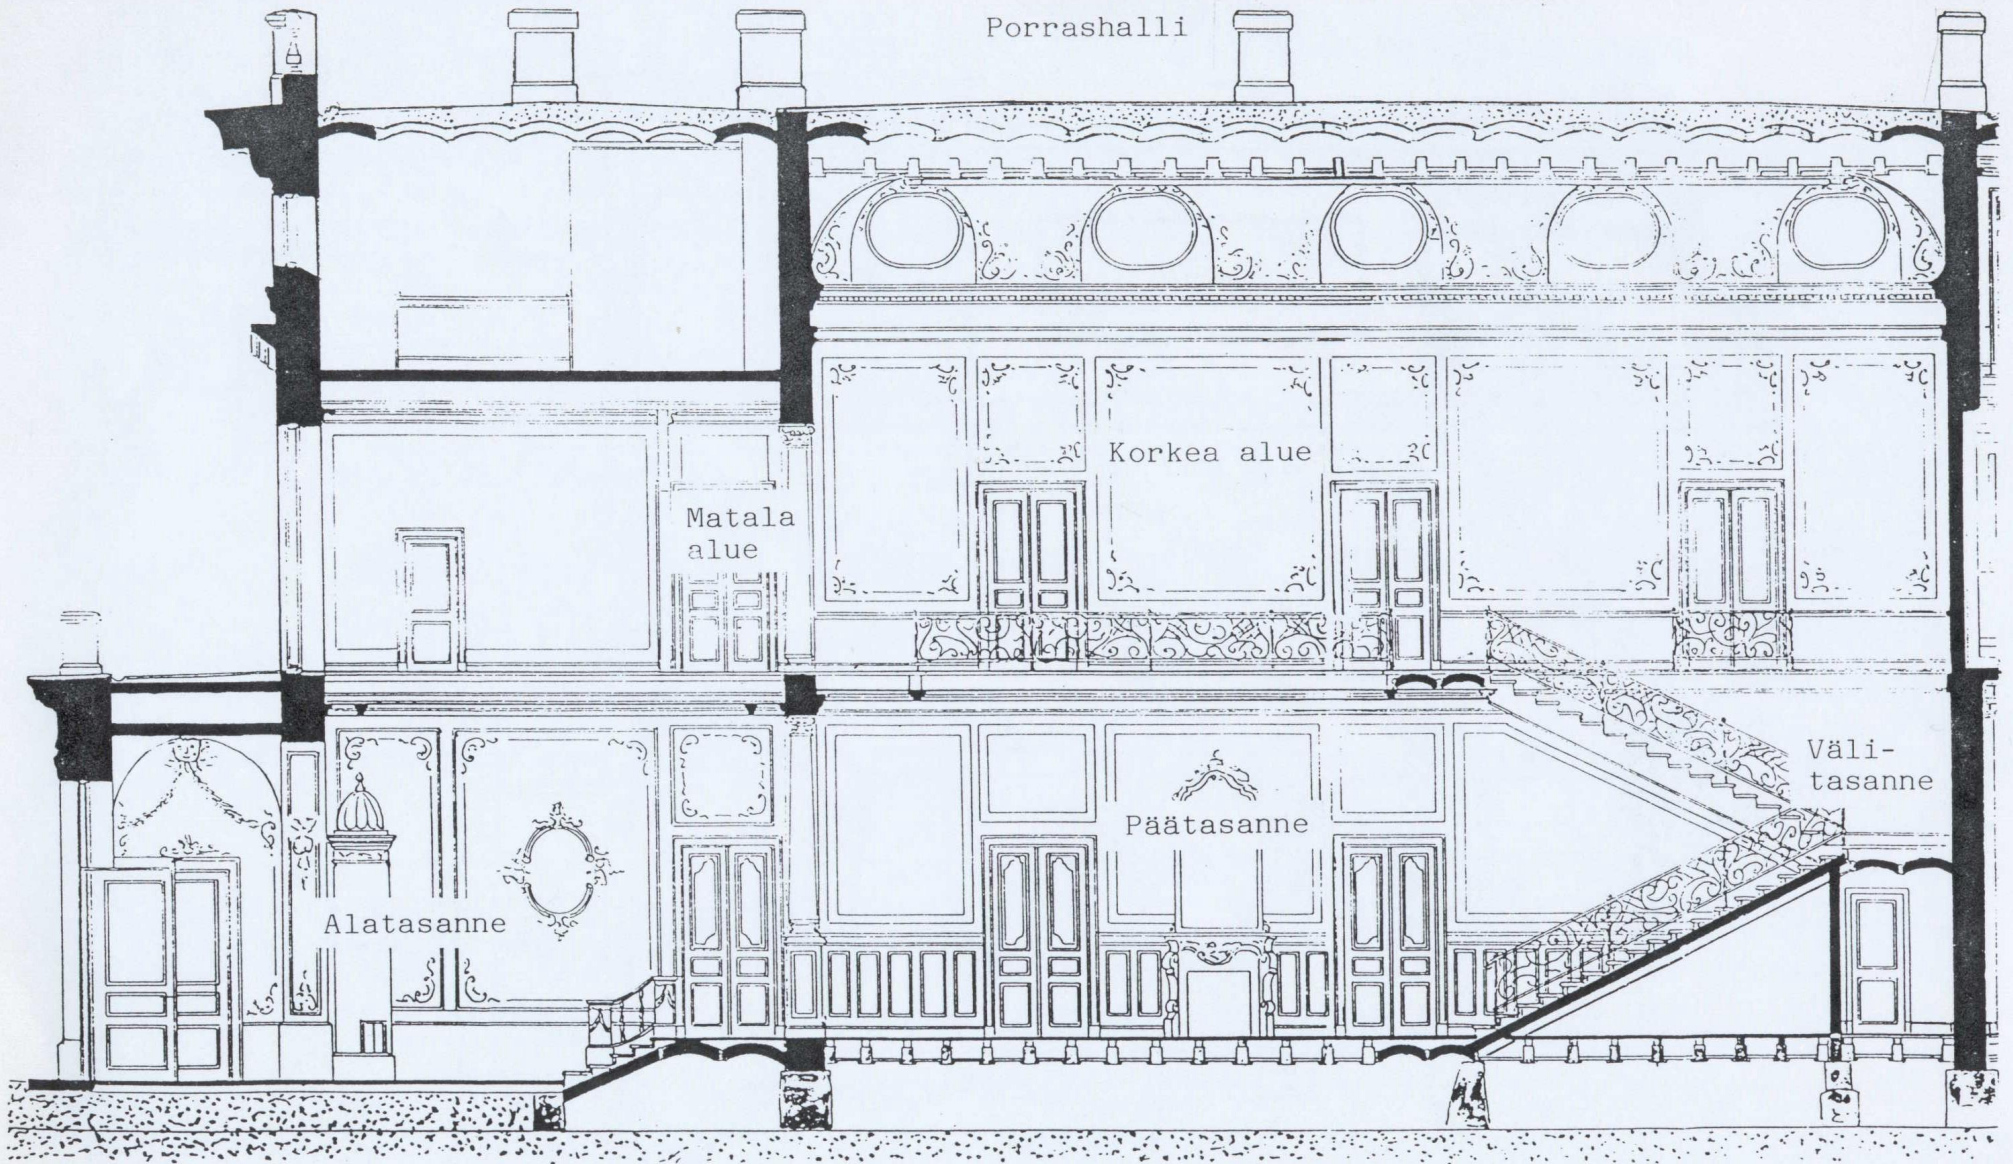 Porrashalli
Korkea alue
Matala
alue
Väli-
tasanne
Päätasanne
Alatasanne